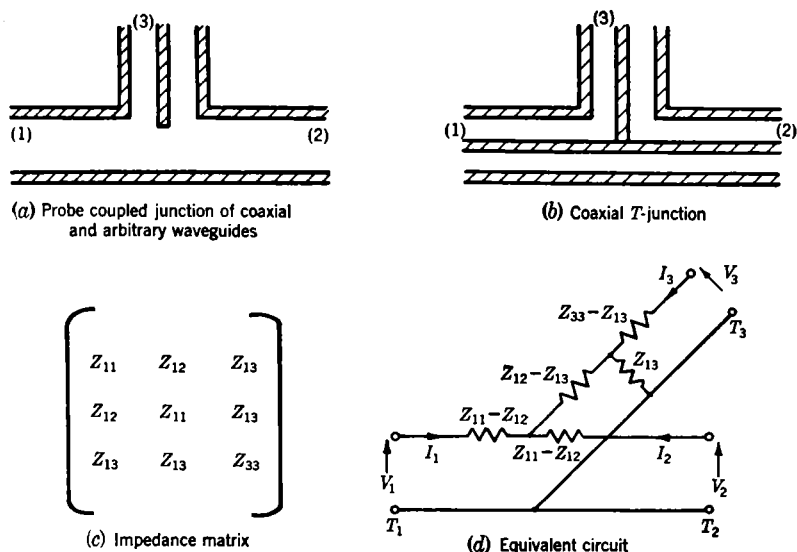 (3)
(1)
(2)
(a) Probe coupled junction of coaxial
and arbitrary waveguides
(3)
(1)
(2)
(b) Coaxial T-junction
Z11 Z12 Z13
Z12 Z11 Z13
Z13 Z13 Z33
(c) Impedance matrix
I3
V3
Z33−Z13
T3
Z13
Z12−Z13
Z11−Z12
I1
Z11−Z12
I2
V1
V2
T1
T2
(d) Equivalent circuit